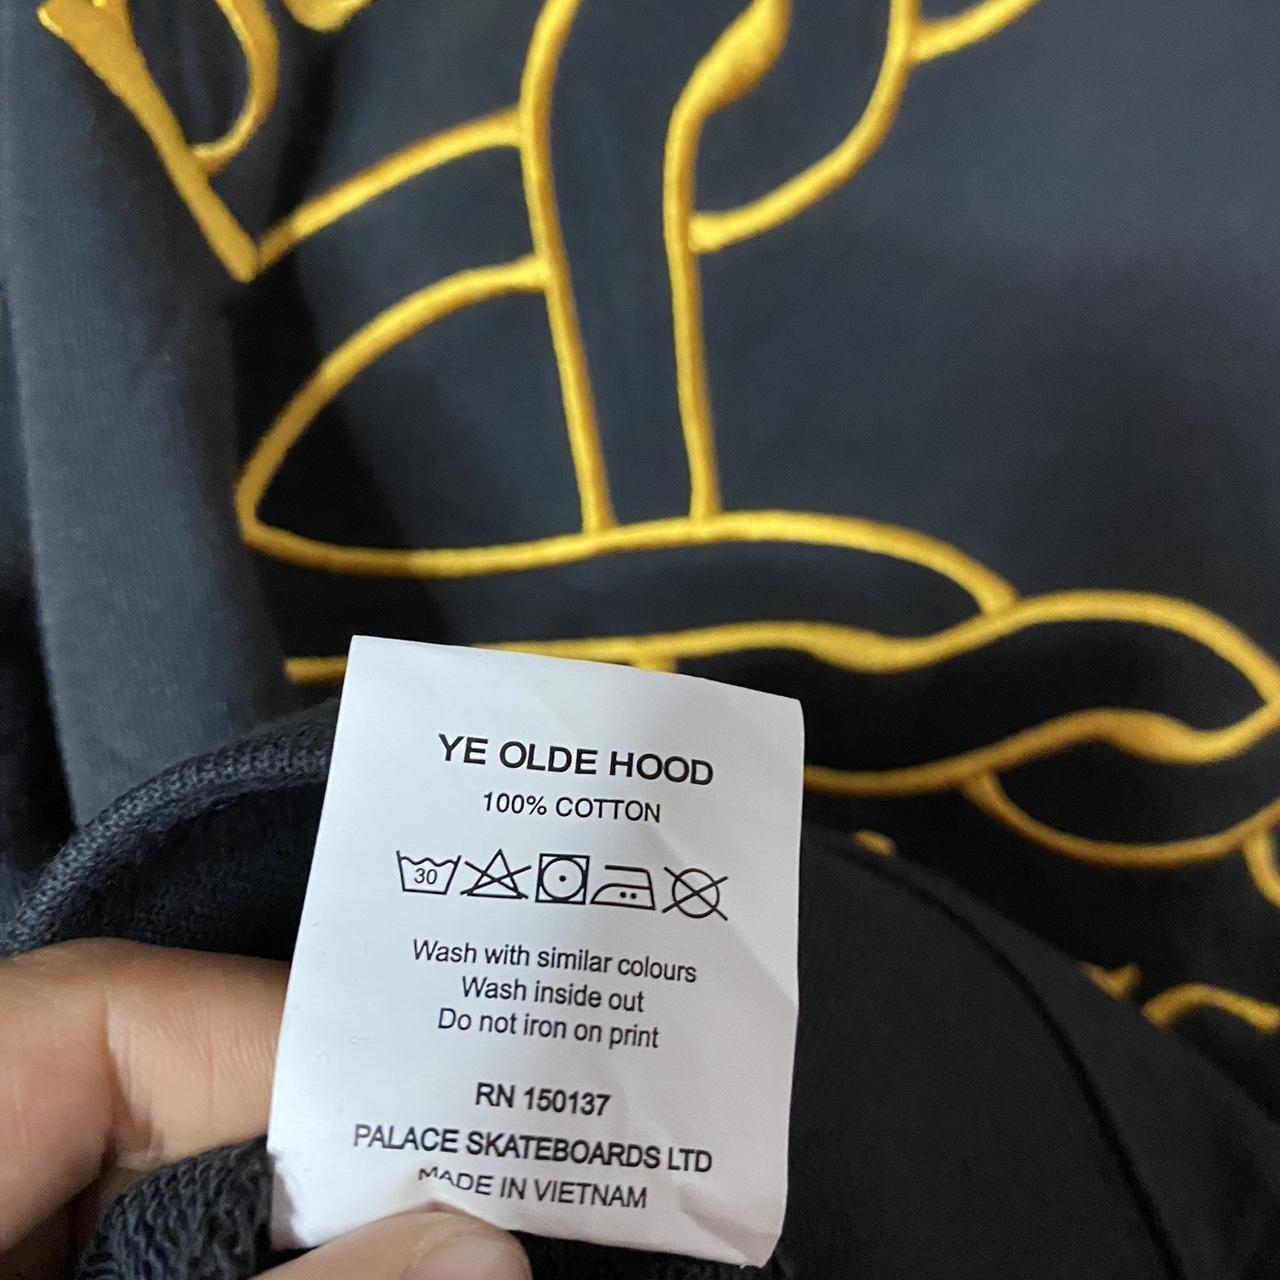 YE OLDE HOOD
100% COTTON
30
Wash with similar colours
Wash inside out
Do not iron on print
RN 150137
PALACE SKATEBOARDS LTD
MADE IN VIETNAM